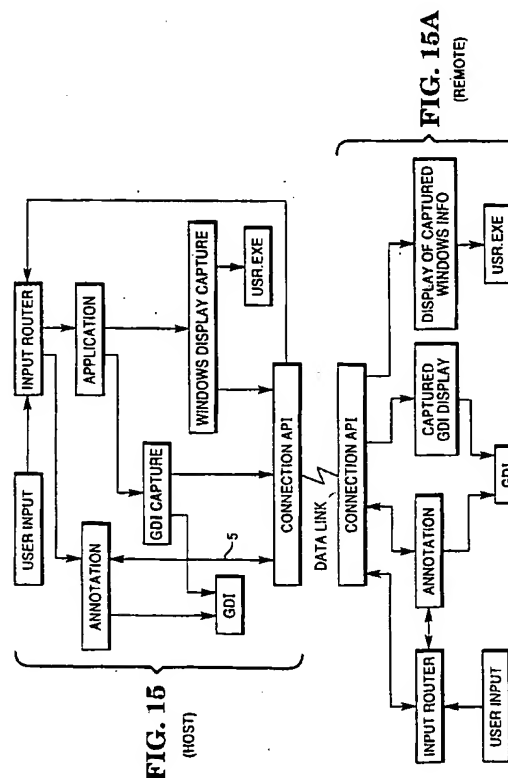 FIG. 15
(HOST)
USER INPUT
INPUT ROUTER
APPLICATION
ANNOTATION
GDI CAPTURE
WINDOWS DISPLAY CAPTURE
USR.EXE
GDI
5
CONNECTION API
DATA LINK
FIG. 15A
(REMOTE)
CONNECTION API
INPUT ROUTER
ANNOTATION
CAPTURED
GDI DISPLAY
DISPLAY OF CAPTURED
WINDOWS INFO
USER INPUT
GDI
USR.EXE